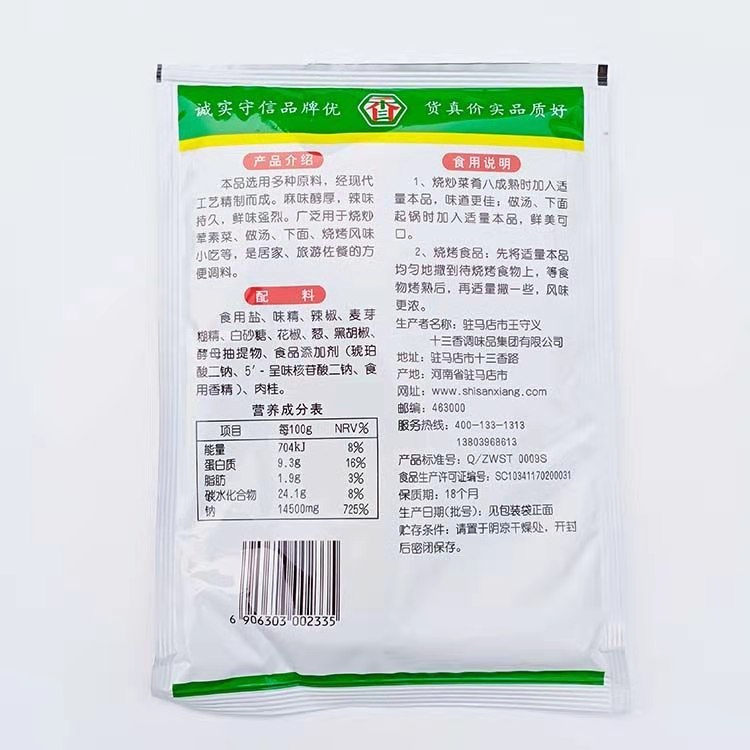 诚实守信品牌优
香
货真价实品质好
产品介绍
本品选用多种原料，经现代
工艺精制而成。麻味醇厚，辣味
持久，鲜味强烈。广泛用于烧炒
荤素菜、做汤、下面、烧烤风味
小吃等，是居家、旅游佐餐的方
便调料。
配 料
食用盐、味精、辣椒、麦芽
糊精、白砂糖、花椒、葱、黑胡椒、
酵母抽提物、食品添加剂（琥珀
酸二钠、5′-呈味核苷酸二钠、食
用香精）、肉桂。
营养成分表
项目 每100g NRV%
能量 704kJ 8%
蛋白质 9.3g 16%
脂肪 1.9g 3%
碳水化合物 24.1g 8%
钠 14500mg 725%
6 906303 002335
食用说明
1、烧炒菜肴八成熟时加入适
量本品，味道更佳；做汤、下面
起锅时加入适量本品，鲜美可
口。
2、烧烤食品：先将适量本品
均匀地撒到待烧烤食物上，等食
物烤熟后，再适量撒一些，风味
更浓。
生产者名称：驻马店市王守义
十三香调味品集团有限公司
地址：驻马店市十三香路
产地：河南省驻马店市
网址：www.shisanxiang.com
邮编：463000
服务热线：400-133-1313
13803968613
产品标准号：Q/ZWST 0009S
食品生产许可证编号：SC10341170200031
保质期：18个月
生产日期(批号)：见包装袋正面
贮存条件：请置于阴凉干燥处，开封
后密闭保存。